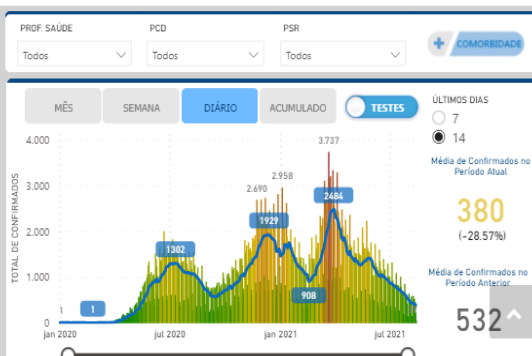 PROF. SAÚDE
PCD
PSR
Todos
Todos
Todos
+ COMORBIDADE
MÊS
SEMANA
DIÁRIO
ACUMULADO
TESTES
ÚLTIMOS DIAS
7
14
Média de Confirmados no
Período Atual
380
(-28.57%)
Média de Confirmados no
Período Anterior
532
TOTAL DE CONFIRMADOS
4.000
3.000
2.000
1.000
0
3.737
2.958
2.690
2484
1929
1302
908
1
1
jan 2020
jul 2020
jan 2021
jul 2021